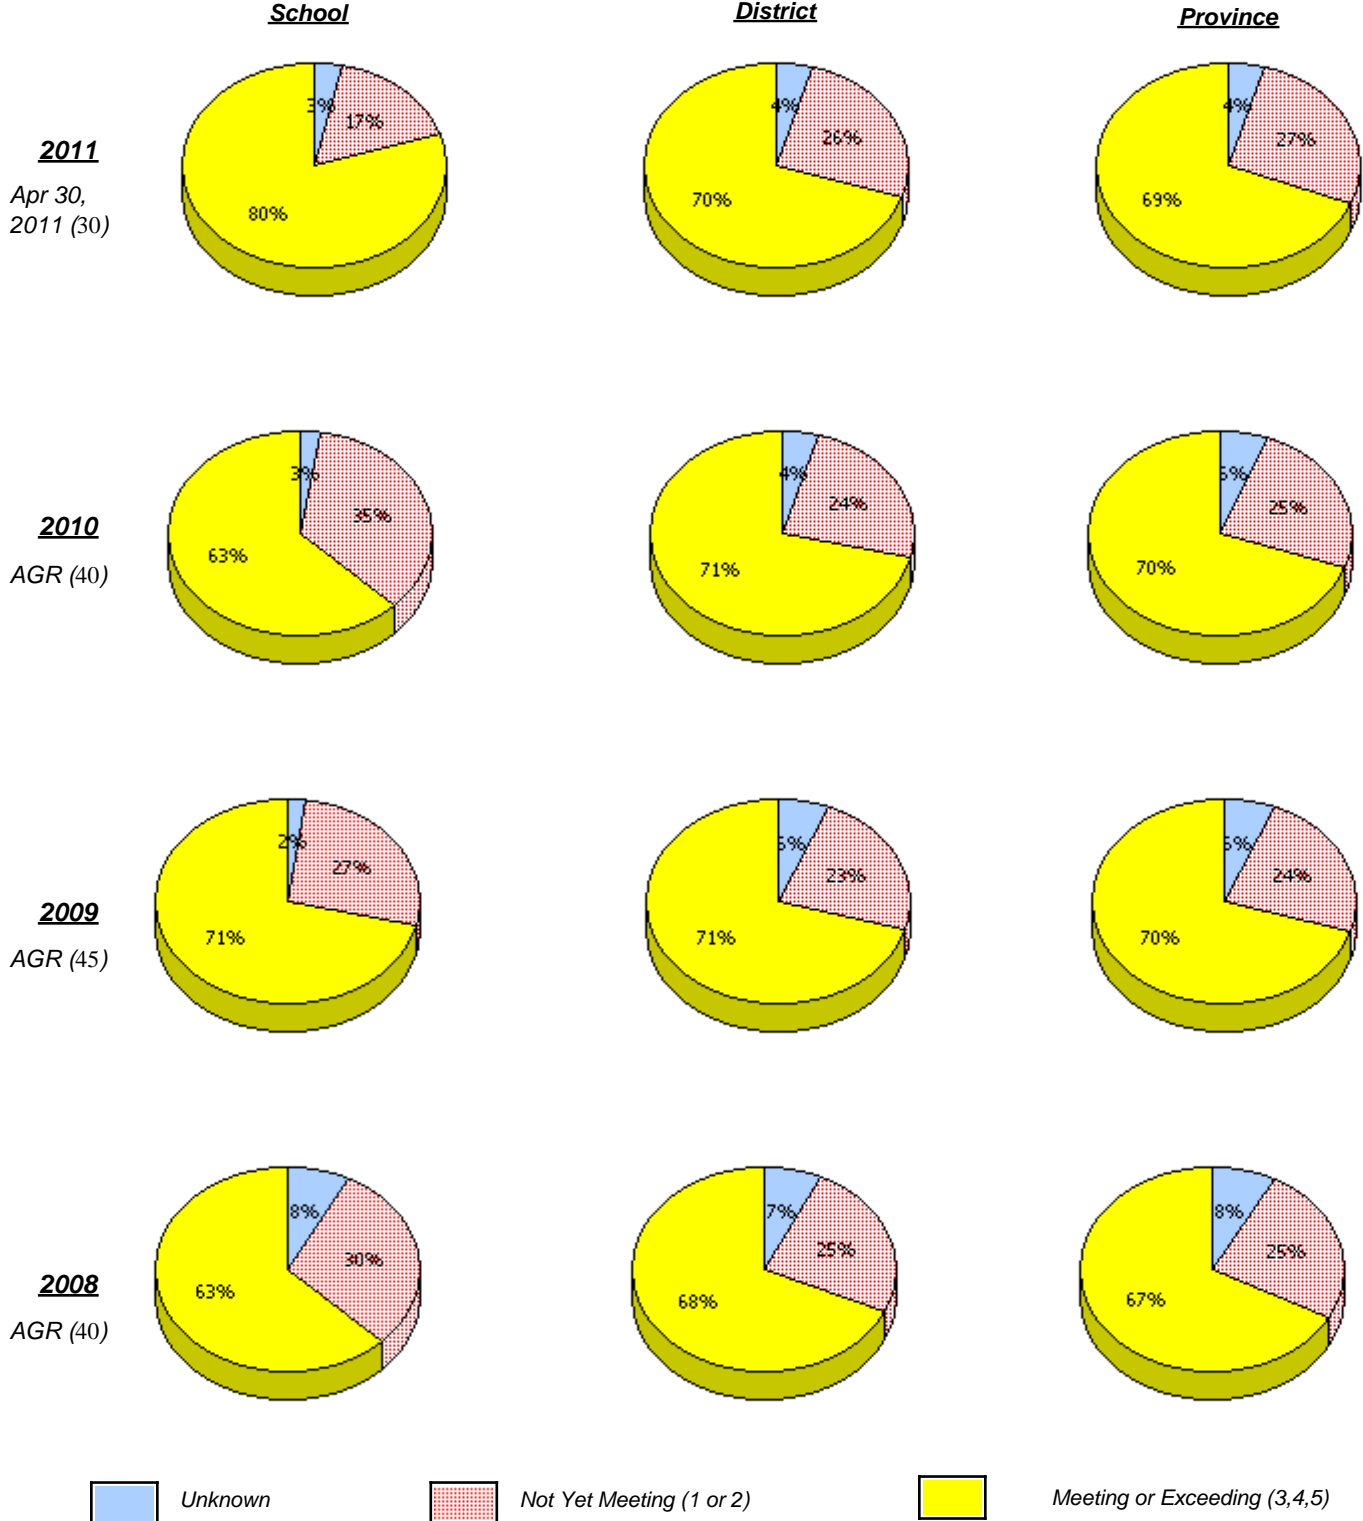 School District Province
2011
Apr 30,
2011 (30)
3% 17% 80%
4% 26% 70%
4% 27% 69%
2010
AGR (40)
3% 35% 63%
4% 24% 71%
25% 70%
2009
AGR (45)
2% 27% 71%
23% 71%
24% 70%
2008
AGR (40)
8% 30% 63%
7% 25% 68%
8% 25% 67%
Unknown Not Yet Meeting (1 or 2) Meeting or Exceeding (3,4,5)